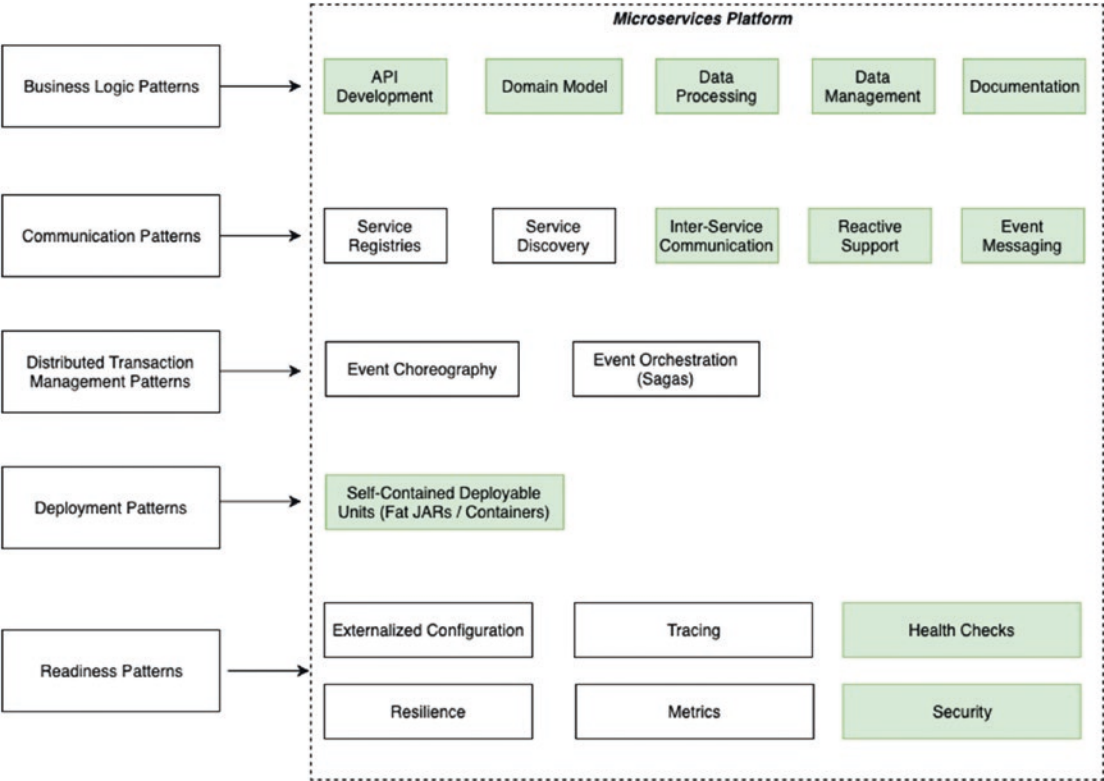 Microservices Platform
Business Logic Patterns
API
Development
Domain Model
Data
Processing
Data
Management
Documentation
Communication Patterns
Service
Registries
Service
Discovery
Inter-Service
Communication
Reactive
Support
Event
Messaging
Distributed Transaction
Management Patterns
Event Choreography
Event Orchestration
(Sagas)
Deployment Patterns
Self-Contained Deployable
Units (Fat JARs / Containers)
Readiness Patterns
Externalized Configuration
Tracing
Health Checks
Resilience
Metrics
Security